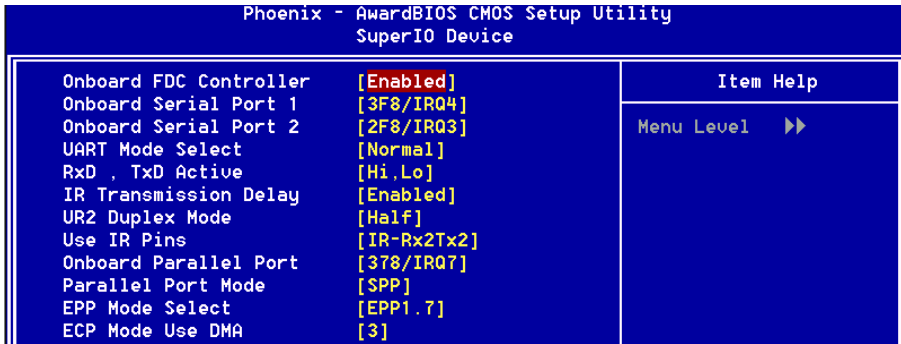 Phoenix - AwardBIOS CMOS Setup Utility
SuperIO Device
Onboard FDC Controller [Enabled]
Onboard Serial Port 1 [3F8/IRQ4]
Onboard Serial Port 2 [2F8/IRQ3]
UART Mode Select [Normal]
RxD , TxD Active [Hi,Lo]
IR Transmission Delay [Enabled]
UR2 Duplex Mode [Half]
Use IR Pins [IR-Rx2Tx2]
Onboard Parallel Port [378/IRQ7]
Parallel Port Mode [SPP]
EPP Mode Select [EPP1.7]
ECP Mode Use DMA [3]
Item Help
Menu Level